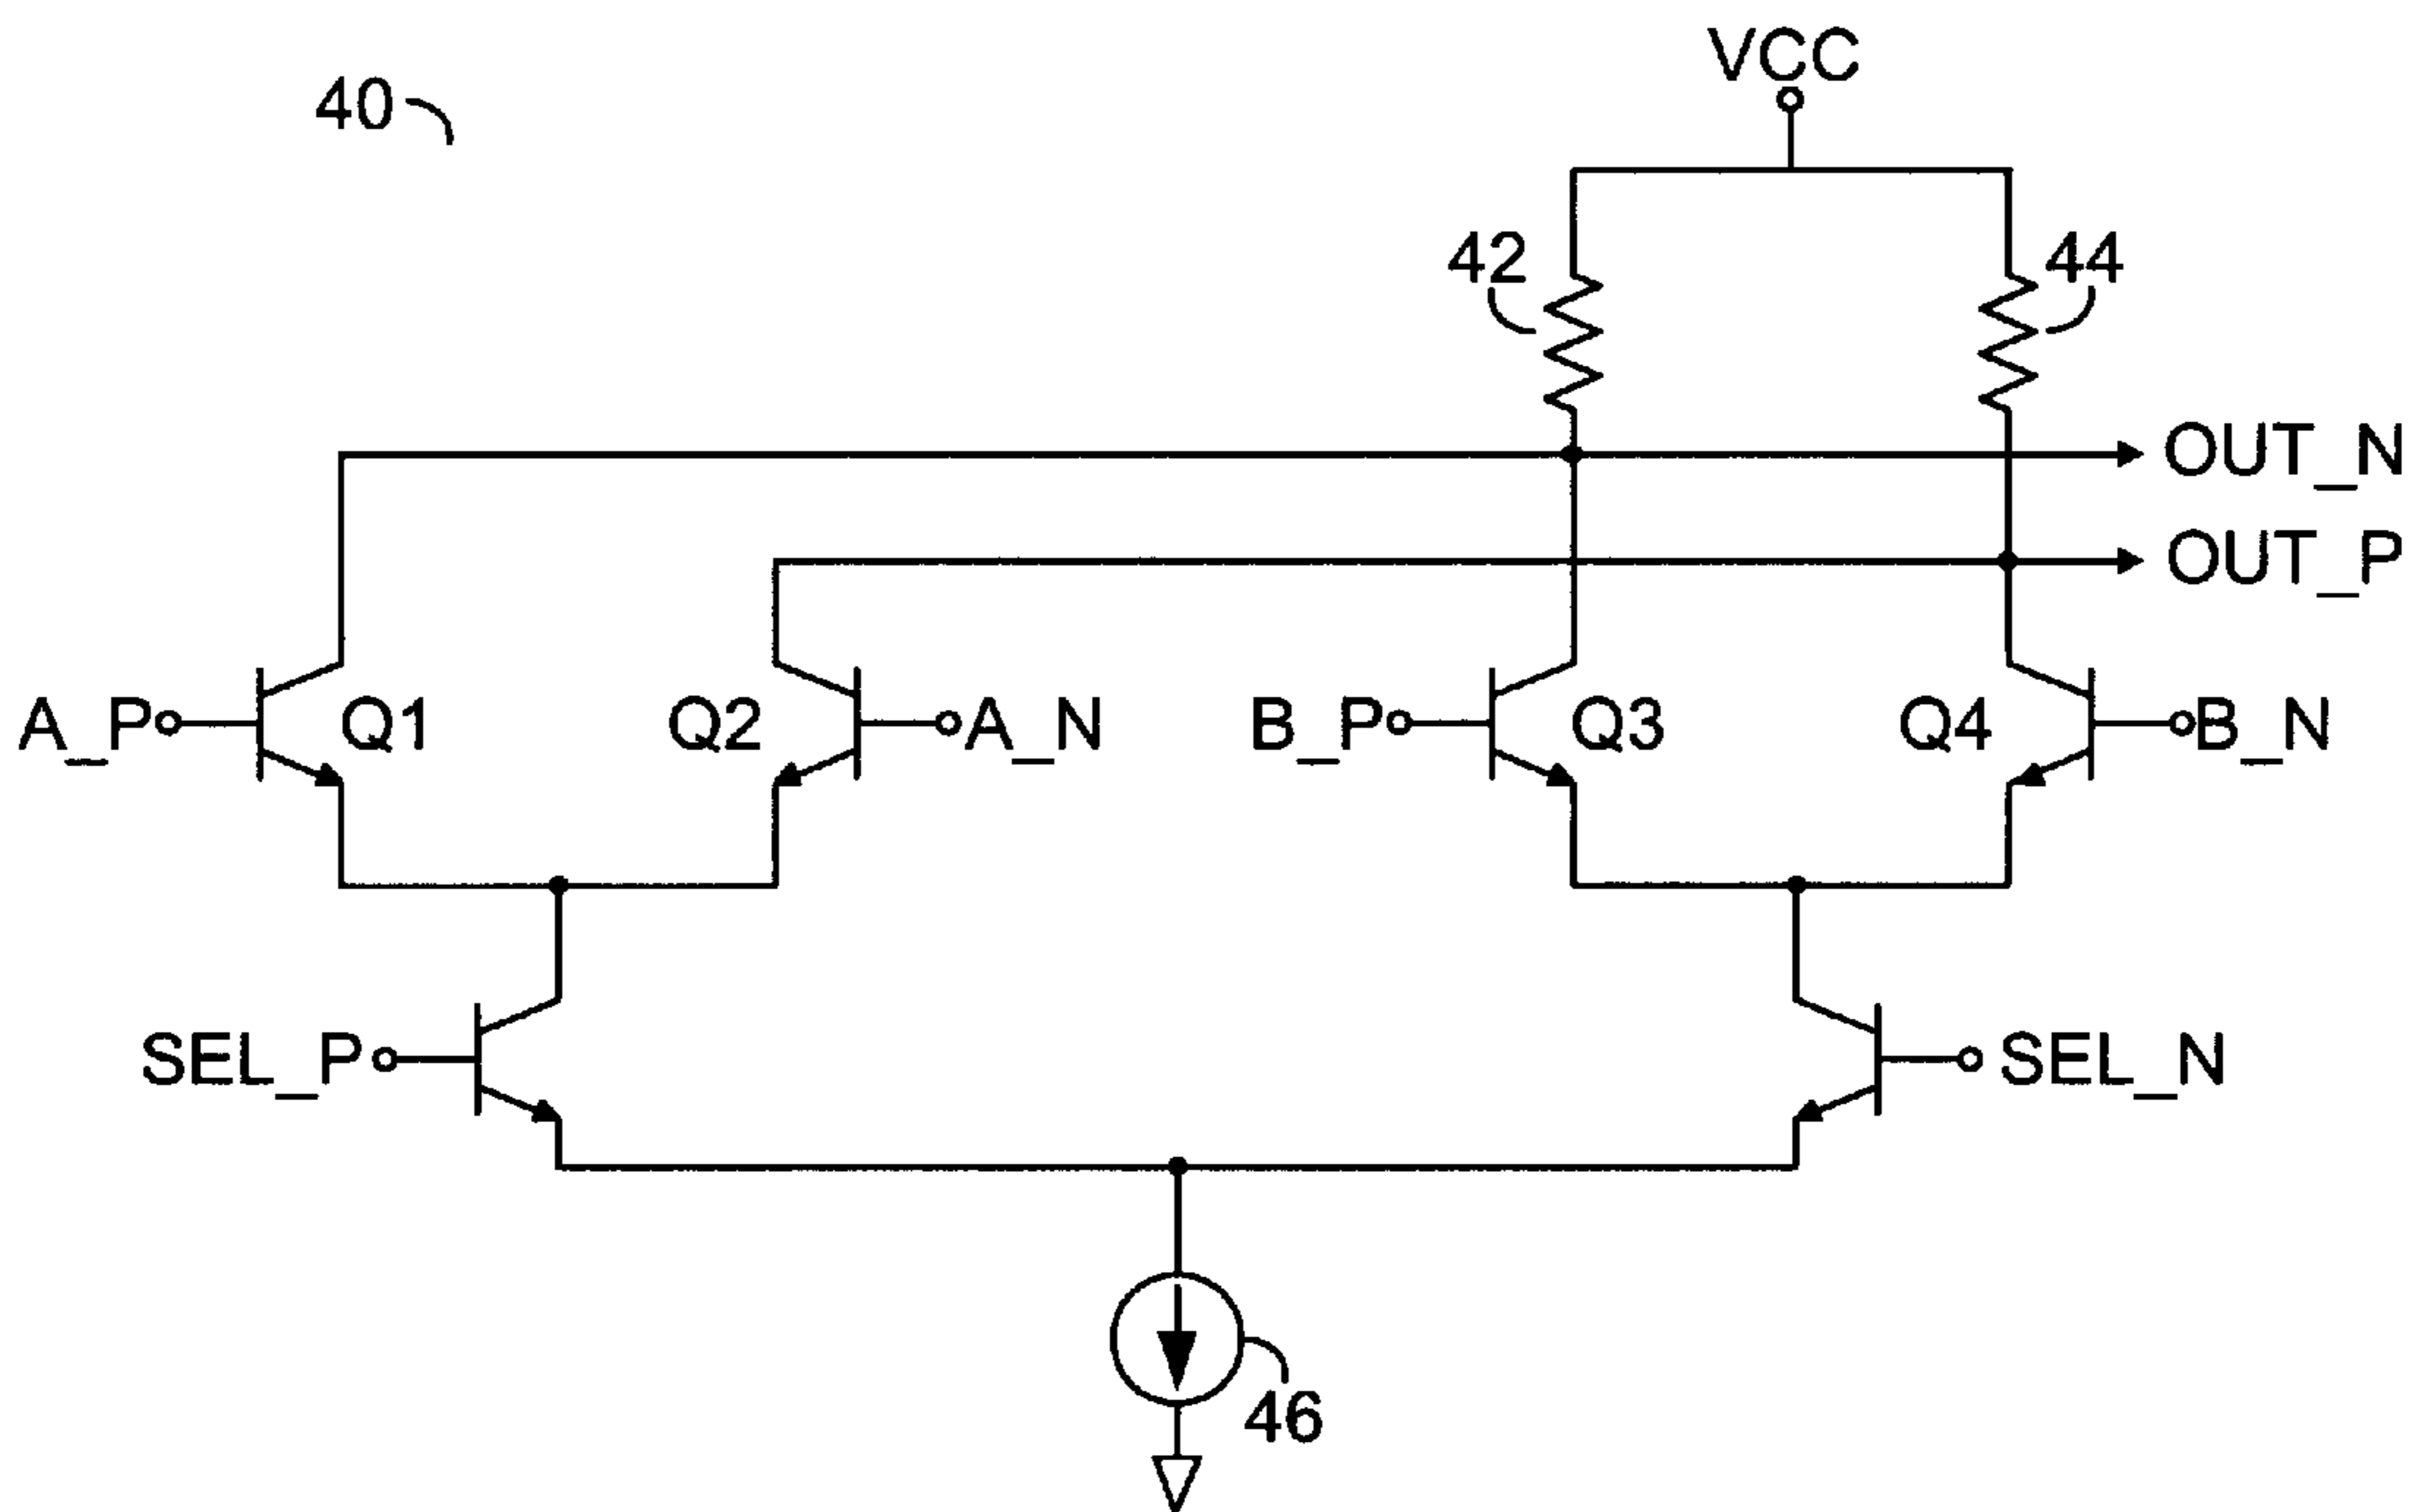 40
VCC
42
44
OUT_N
OUT_P
A_P
Q1
Q2
A_N
B_P
Q3
Q4
B_N
SEL_P
SEL_N
46